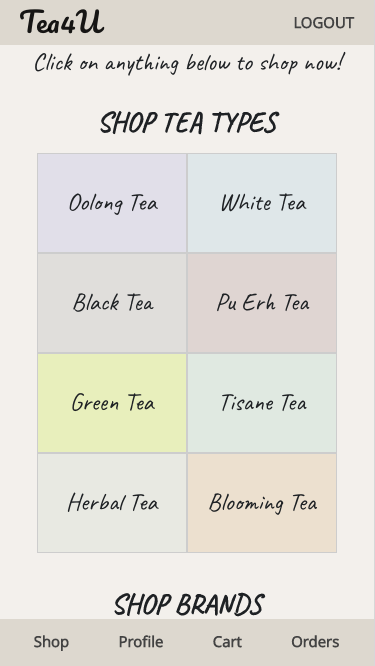 Tea4U LOGOUT
Click on anything below to shop now!
SHOP TEA TYPES
Oolong Tea White Tea
Black Tea Pu Erh Tea
Green Tea Tisane Tea
Herbal Tea Blooming Tea
SHOP BRANDS
Shop Profile Cart Orders